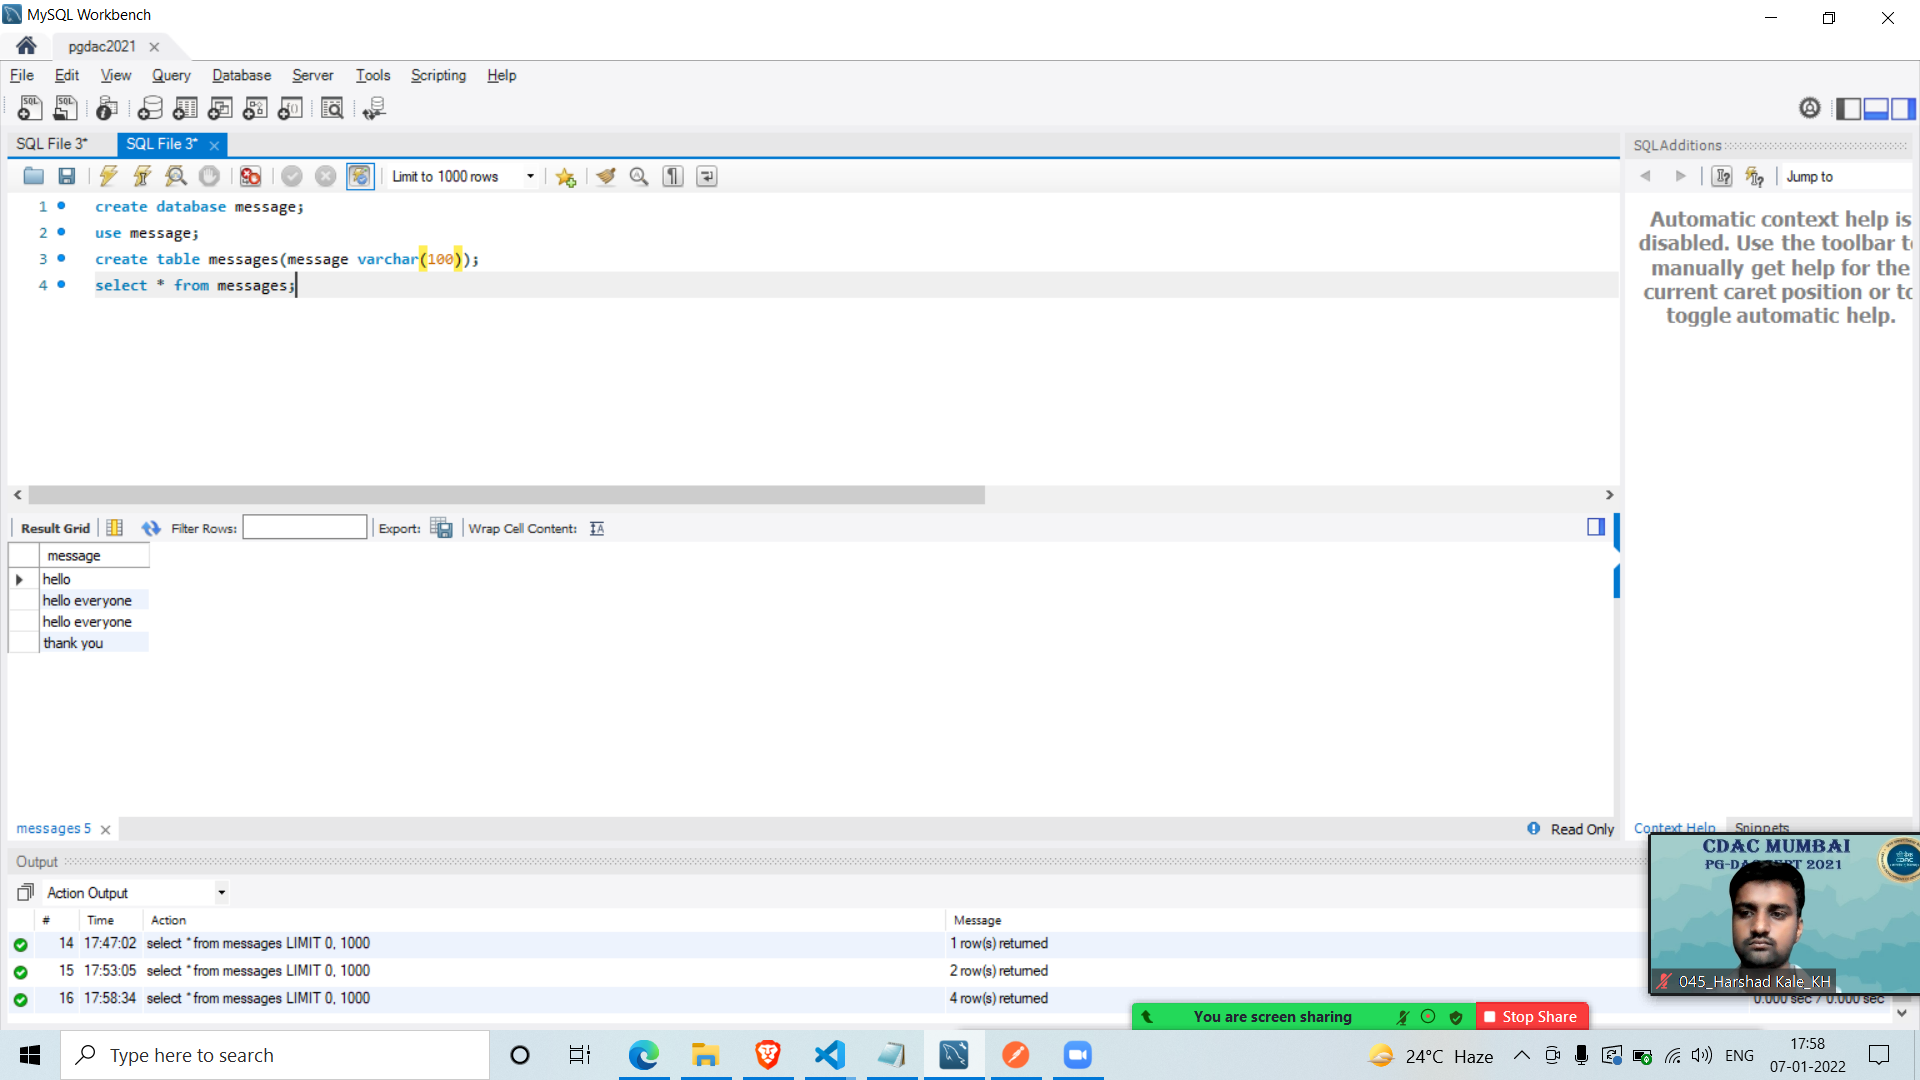 MySQL Workbench
pgdac2021
File Edit View Query Database Server Tools Scripting Help
SQL File 3* SQL File 3*
SQLAdditions
Limit to 1000 rows
Jump to
1 create database message;
2 use message;
3 create table messages(message varchar(100));
4 select * from messages;
Automatic context help is
disabled. Use the toolbar to
manually get help for the
current caret position or to
toggle automatic help.
Result Grid Filter Rows: Export: Wrap Cell Content:
message
hello
hello everyone
hello everyone
thank you
messages 5
Read Only
Context Help Snippets
Output
Action Output
# Time Action Message
14 17:47:02 select * from messages LIMIT 0, 1000 1 row(s) returned
15 17:53:05 select * from messages LIMIT 0, 1000 2 row(s) returned
16 17:58:34 select * from messages LIMIT 0, 1000 4 row(s) returned 0.000 sec / 0.000 sec
CDAC MUMBAI
2021
045_Harshad Kale_KH
You are screen sharing Stop Share
Type here to search
24°C Haze
ENG
17:58
07-01-2022